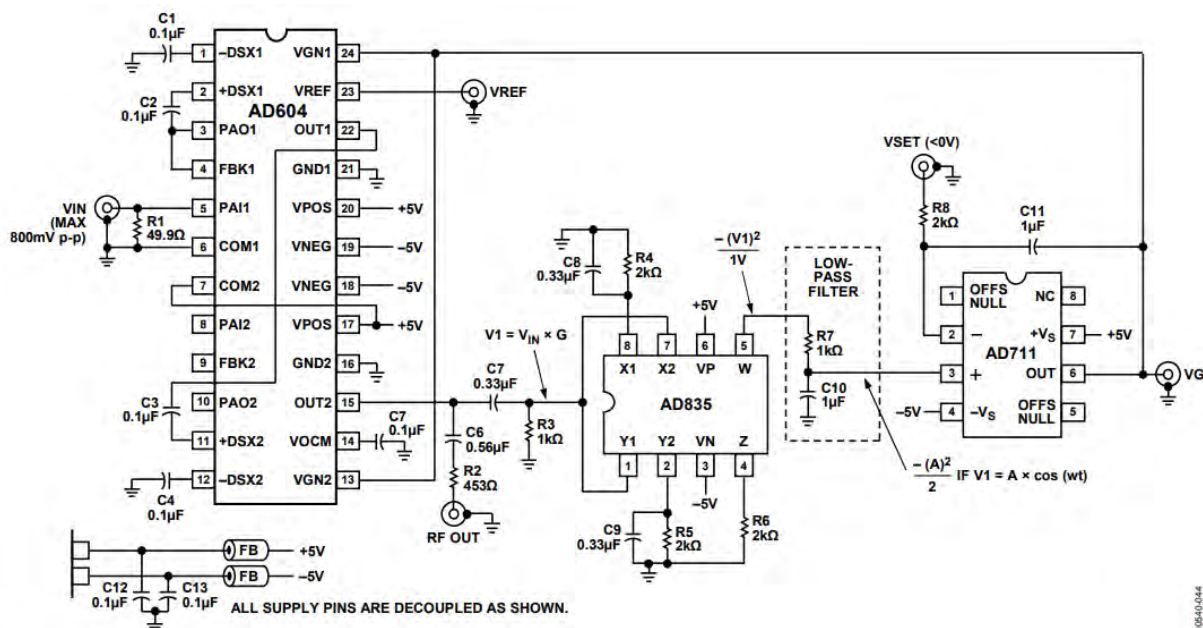 C1
0.1µF
1
–DSX1
VGN1
24
2
+DSX1
VREF
23
VREF
AD604
C2
0.1µF
3
PAO1
OUT1
22
4
FBK1
GND1
21
VIN
(MAX
800mV p-p)
R1
49.9Ω
5
PAI1
VPOS
20
+5V
6
COM1
VNEG
19
–5V
7
COM2
VNEG
18
–5V
8
PAI2
VPOS
17
+5V
9
FBK2
GND2
16
C3
0.1µF
10
PAO2
OUT2
15
11
+DSX2
VOCM
14
C7
0.1µF
12
–DSX2
VGN2
13
C4
0.1µF
C6
0.56µF
R2
453Ω
RF OUT
C7
0.33µF
R3
1kΩ
V1 = VIN × G
C8
0.33µF
R4
2kΩ
+5V
–(V1)2
1V
8
7
6
5
X1
X2
VP
W
AD835
Y1
Y2
VN
Z
1
2
3
4
–5V
C9
0.33µF
R5
2kΩ
R6
2kΩ
LOW-
PASS
FILTER
R7
1kΩ
C10
1µF
–(A)2
2
IF V1 = A × cos (wt)
VSET (<0V)
R8
2kΩ
C11
1µF
1
OFFS
NULL
NC
8
2
–
+VS
7
+5V
AD711
3
+
OUT
6
VG
–5V
4
–VS
OFFS
NULL
5
FB
+5V
FB
–5V
C12
0.1µF
C13
0.1µF
ALL SUPPLY PINS ARE DECOUPLED AS SHOWN.
00540-044